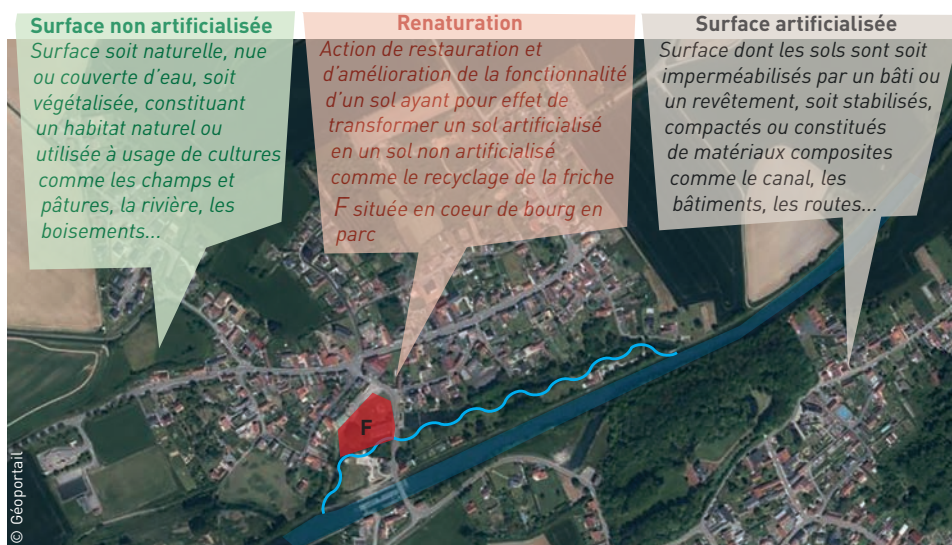 Surface non artificialisée
Surface soit naturelle, nue
ou couverte d'eau, soit
végétalisée, constituant
un habitat naturel ou
utilisée à usage de cultures
comme les champs et
pâtures, la rivière, les
boisements...
Renaturation
Action de restauration et
d'amélioration de la fonctionnalité
d'un sol ayant pour effet de
transformer un sol artificialisé
en un sol non artificialisé
comme le recyclage de la friche
F située en coeur de bourg en
parc
Surface artificialisée
Surface dont les sols sont soit
imperméabilisés par un bâti ou
un revêtement, soit stabilisés,
compactés ou constitués
de matériaux composites
comme le canal, les
bâtiments, les routes...
F
© Géoportail